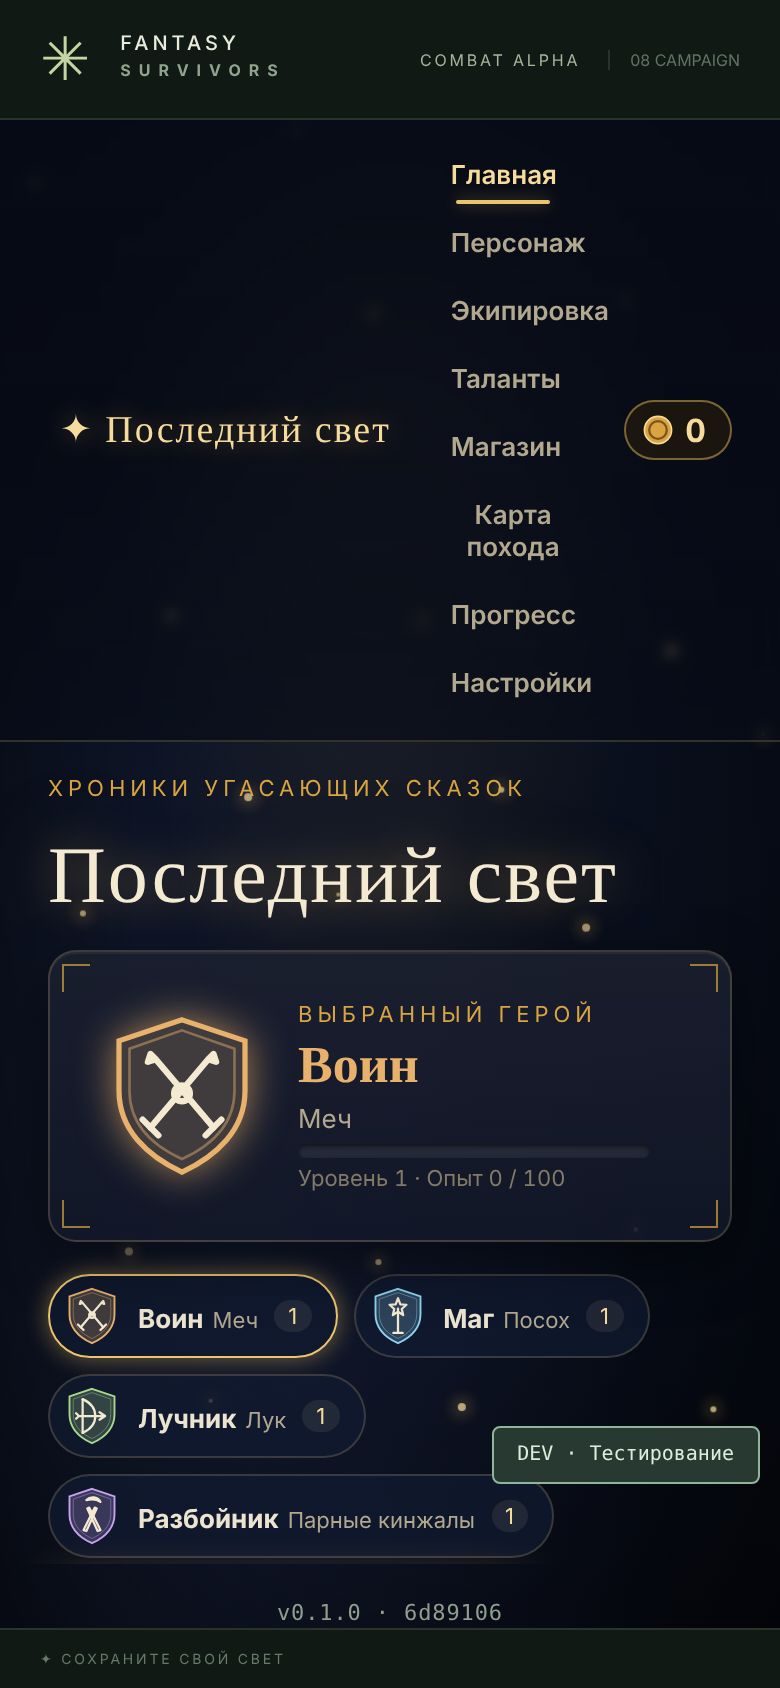 FANTASY
SURVIVORS
COMBAT ALPHA
08 CAMPAIGN
Главная
Персонаж
Экипировка
Таланты
✦ Последний свет
Магазин
0
Карта
похода
Прогресс
Настройки
ХРОНИКИ УГАСАЮЩИХ СКАЗОК
Последний свет
ВЫБРАННЫЙ ГЕРОЙ
Воин
Меч
Уровень 1 · Опыт 0 / 100
Воин Меч 1
Маг Посох 1
Лучник Лук 1
DEV · Тестирование
Разбойник Парные кинжалы 1
v0.1.0 · 6d89106
✦ СОХРАНИТЕ СВОЙ СВЕТ